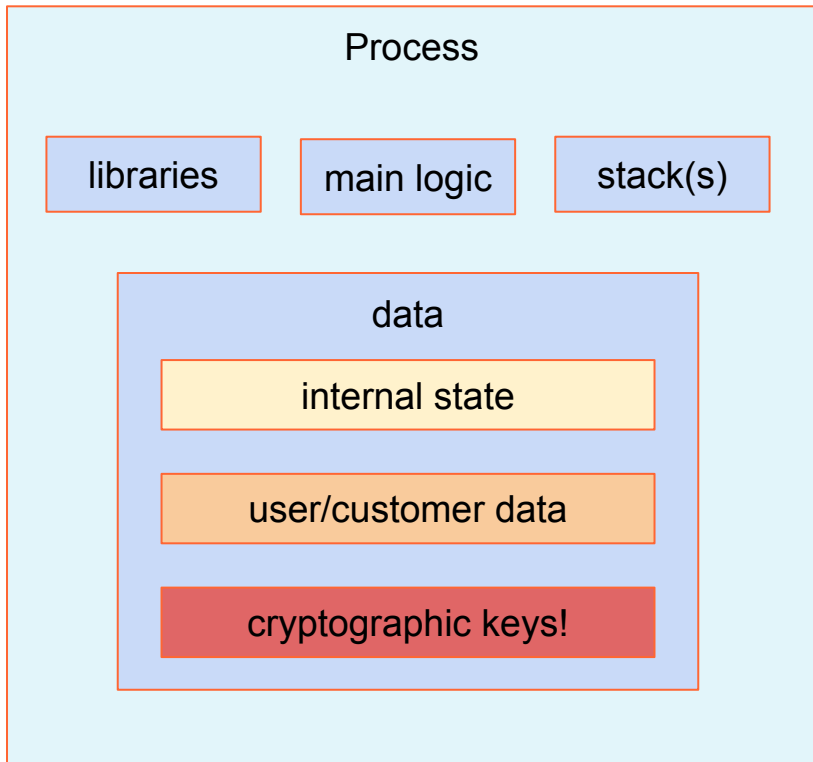 Process
libraries
main logic
stack(s)
data
internal state
user/customer data
cryptographic keys!